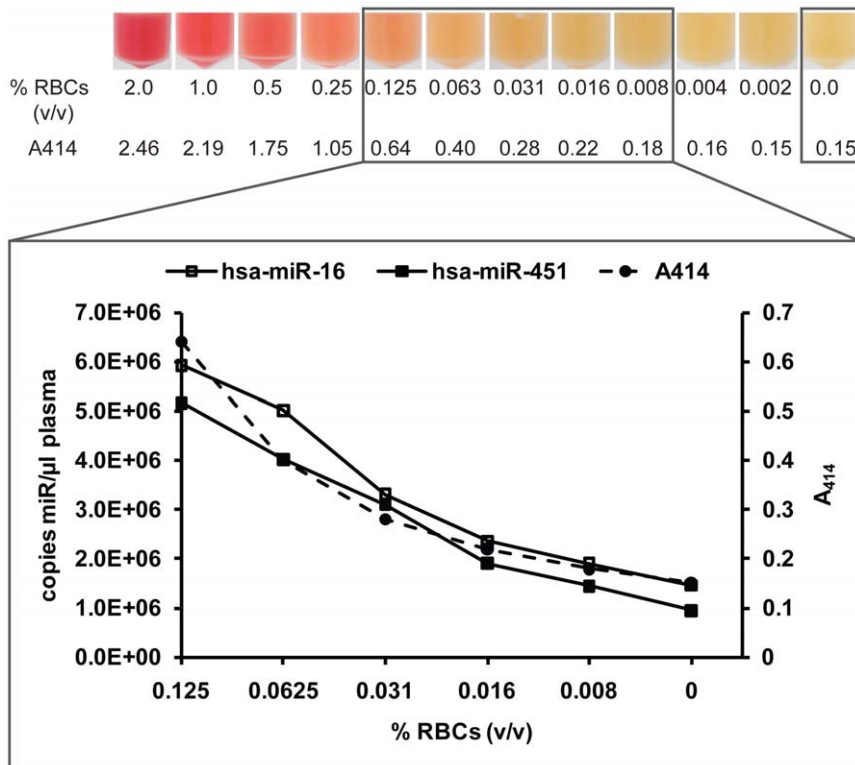 % RBCs 2.0 1.0 0.5 0.25 0.125 0.063 0.031 0.016 0.008 0.004 0.002 0.0
(v/v)
A414 2.46 2.19 1.75 1.05 0.64 0.40 0.28 0.22 0.18 0.16 0.15 0.15
hsa-miR-16 hsa-miR-451 A414
7.0E+06 0.7
6.0E+06 0.6
5.0E+06 0.5
4.0E+06 0.4
3.0E+06 0.3
2.0E+06 0.2
1.0E+06 0.1
0.0E+00 0
copies miR/µl plasma
A₄₁₄
0.125 0.0625 0.031 0.016 0.008 0
% RBCs (v/v)